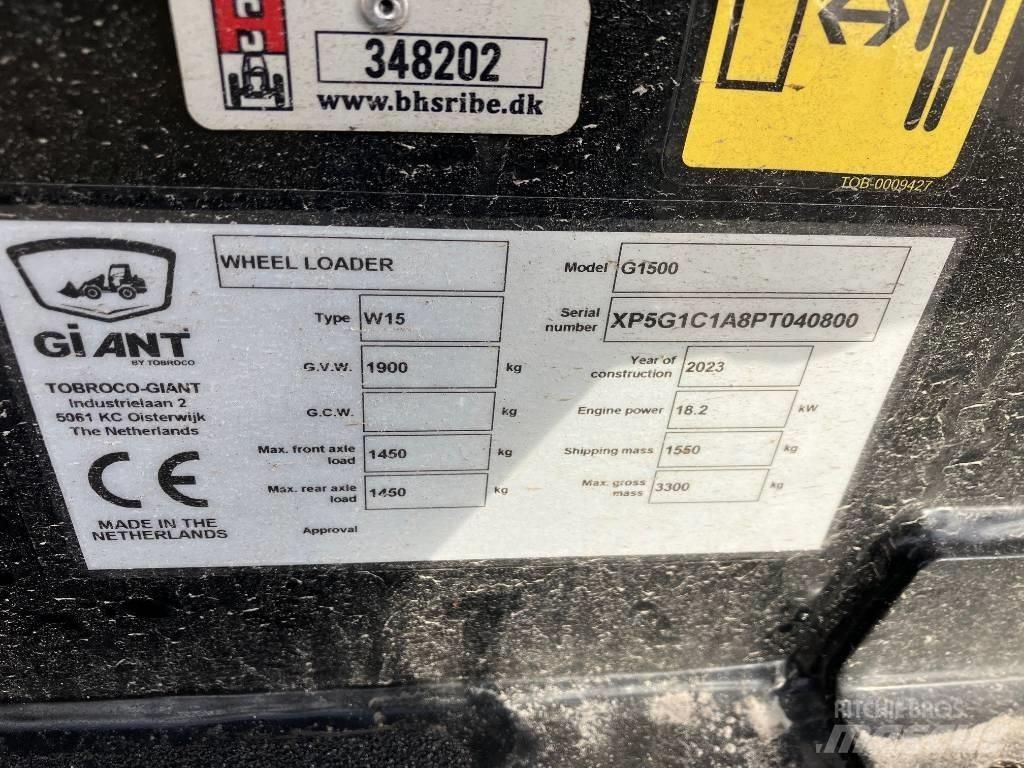 348202
www.bhsribe.dk
TOB-0009427
GiANT
BY TOBROCO
TOBROCO-GIANT
Industrielaan 2
5061 KC Oisterwijk
The Netherlands
CE
MADE IN THE
NETHERLANDS
WHEEL LOADER
Type W15
G.V.W. 1900 kg
G.C.W. kg
Max. front axle
load 1450 kg
Max. rear axle
load 1450 kg
Approval
Model G1500
Serial
number XP5G1C1A8PT040800
Year of
construction 2023
Engine power 18.2 kW
Shipping mass 1550 kg
Max. gross
mass 3300 kg
RITCHIE BROS.
Mascus